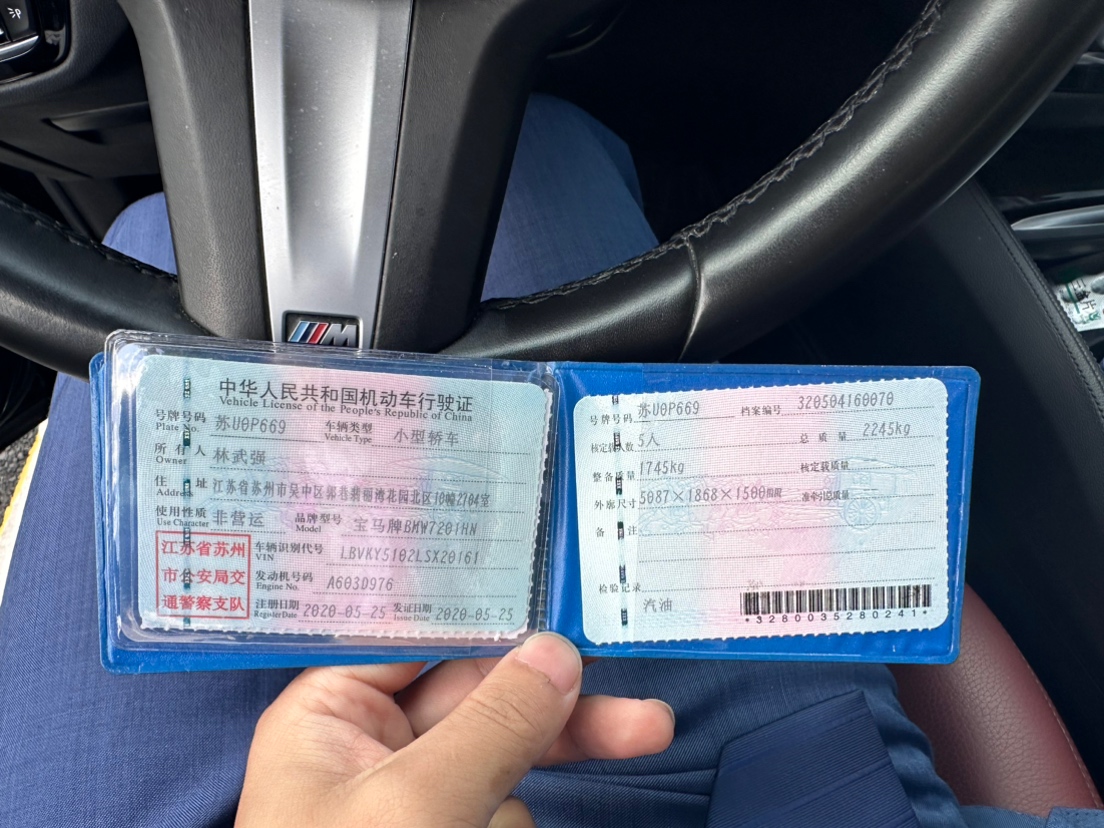 P
M
中华人民共和国机动车行驶证
Vehicle License of the People's Republic of China
号牌号码 苏U0P669 车辆类型 小型轿车
Plate No. Vehicle Type
所有人 林武强
Owner
住址 江苏省苏州市吴中区郭巷翡丽湾花园北区10幢2704室
Address
使用性质 非营运 品牌型号 宝马牌BMW7201HN
Use Character Model
江苏省苏州
市公安局交
通警察支队
车辆识别代号 LBVKY5102LSX20161
VIN
发动机号码 A603D976
Engine No.
注册日期 2020-05-25 发证日期 2020-05-25
Register Date Issue Date
号牌号码 苏U0P669 档案编号 320504160070
核定载人数 5人 总质量 2245kg
整备质量 1745kg 核定载质量
外廓尺寸 5087×1868×1500mm 准牵引总质量
备注
检验记录
汽油
*3280035280241*